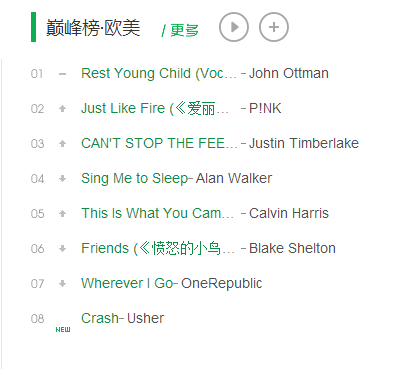 巅峰榜·欧美 / 更多
01 Rest Young Child (Voc... - John Ottman
02 Just Like Fire (《爱丽... - P!NK
03 CAN'T STOP THE FEE... - Justin Timberlake
04 Sing Me to Sleep- Alan Walker
05 This Is What You Cam... - Calvin Harris
06 Friends (《愤怒的小鸟... - Blake Shelton
07 Wherever I Go- OneRepublic
08 NEW Crash- Usher